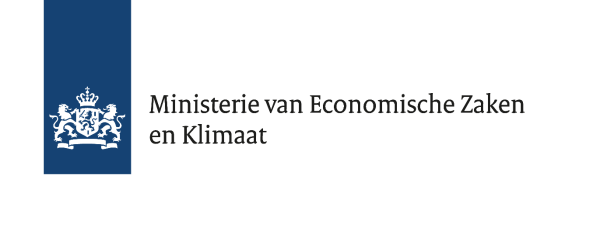 Ministerie van Economische Zaken
en Klimaat